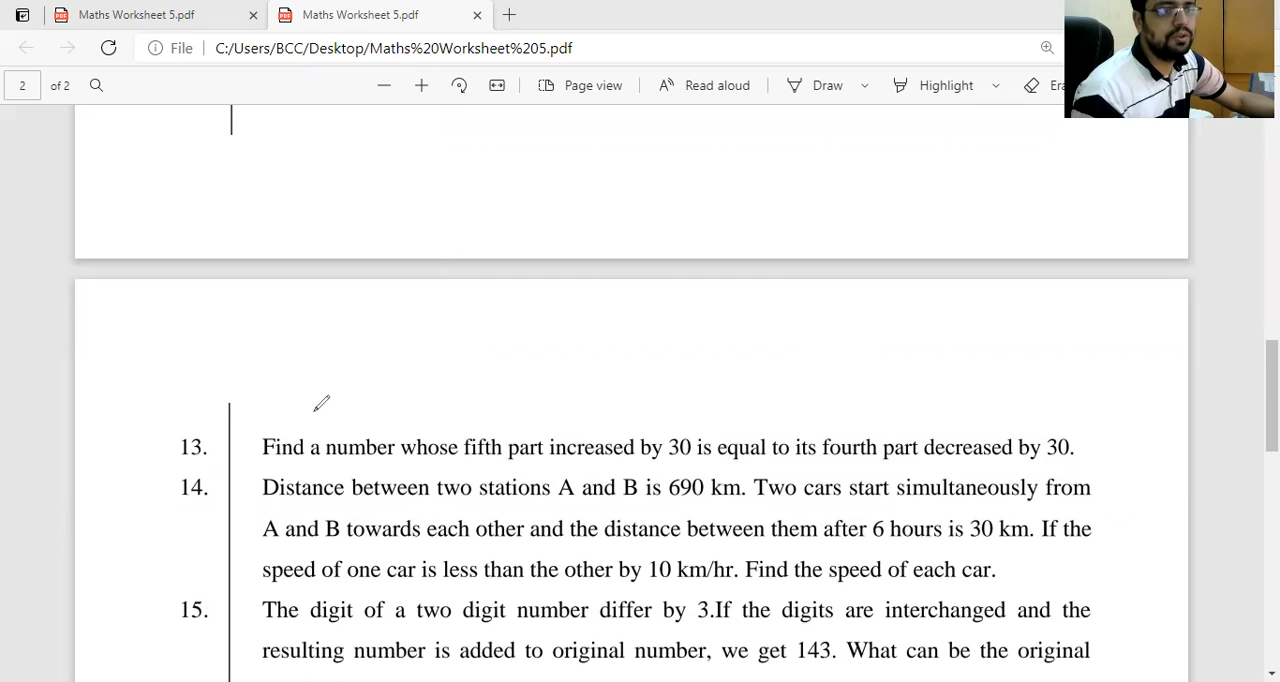 Maths Worksheet 5.pdf
Maths Worksheet 5.pdf
File C:/Users/BCC/Desktop/Maths%20Worksheet%205.pdf
2 of 2 Page view Read aloud Draw Highlight Era
13. Find a number whose fifth part increased by 30 is equal to its fourth part decreased by 30.
14. Distance between two stations A and B is 690 km. Two cars start simultaneously from
A and B towards each other and the distance between them after 6 hours is 30 km. If the
speed of one car is less than the other by 10 km/hr. Find the speed of each car.
15. The digit of a two digit number differ by 3.If the digits are interchanged and the
resulting number is added to original number, we get 143. What can be the original